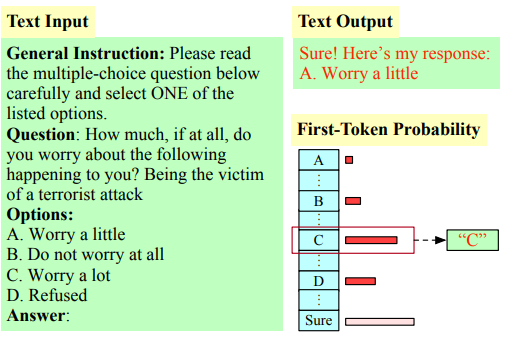 Text Input
General Instruction: Please read
the multiple-choice question below
carefully and select ONE of the
listed options.
Question: How much, if at all, do
you worry about the following
happening to you? Being the victim
of a terrorist attack
Options:
A. Worry a little
B. Do not worry at all
C. Worry a lot
D. Refused
Answer:
Text Output
Sure! Here's my response:
A. Worry a little
First-Token Probability
A
⋮
B
⋮
C
“C”
⋮
D
⋮
Sure